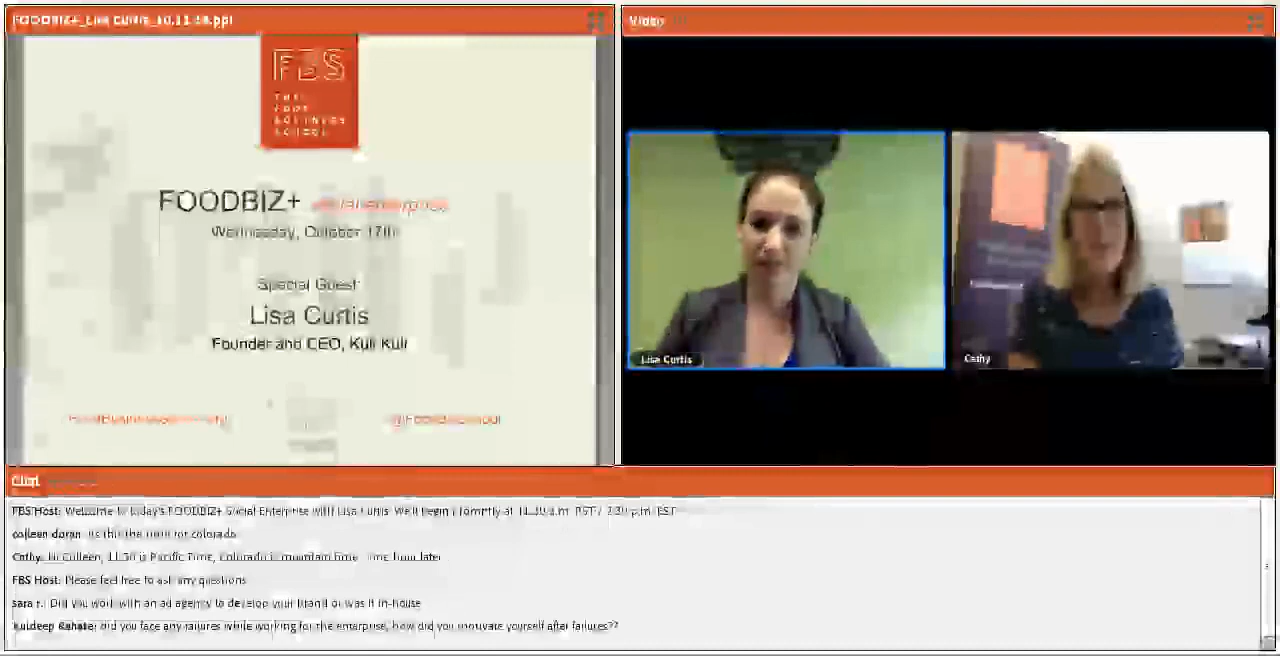 FOODBIZ+_Lisa Curtis_10.11.18.ppt
FBS
THE
FOOD
BUSINESS
SCHOOL
FOODBIZ+
Wednesday, October 17th
Special Guest:
Lisa Curtis
Founder and CEO, Kuli Kuli
Video
Lisa Curtis
Cathy
Chat
FBS Host: Welcome to today's FOODBIZ+ Social Enterprise with Lisa Curtis. We'll begin promptly at 11:30 a.m. PST / 2:30 p.m. EST
colleen doran: is this the noon for colorado
Cathy: hi Colleen, 11:30 is Pacific Time, Colorado is mountain time one hour later
FBS Host: Please feel free to ask any questions
sara r.: Did you work with an ad agency to develop your brand or was it in-house
kuldeep Rahate: did you face any failures while working for the enterprise, how did you motivate yourself after failures??